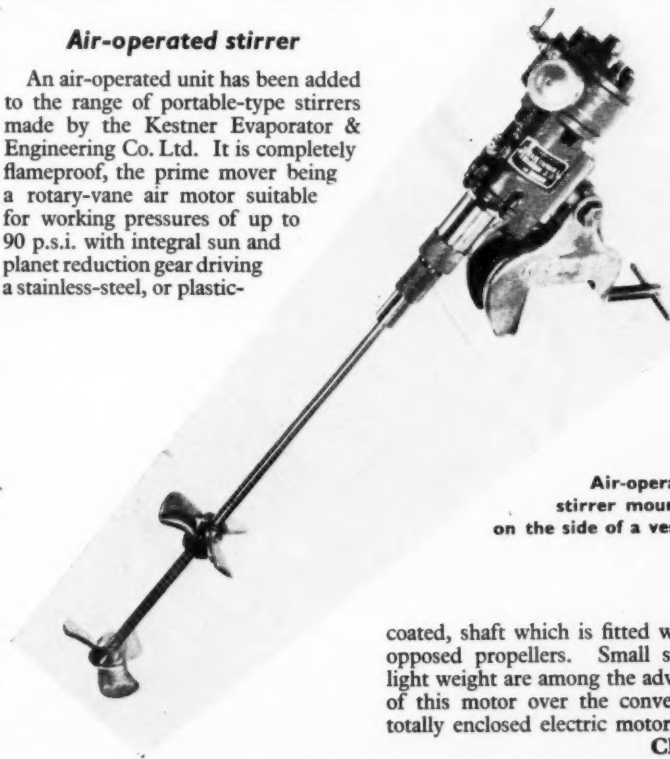 Air-operated stirrer
An air-operated unit has been added
to the range of portable-type stirrers
made by the Kestner Evaporator &
Engineering Co. Ltd. It is completely
flameproof, the prime mover being
a rotary-vane air motor suitable
for working pressures of up to
90 p.s.i. with integral sun and
planet reduction gear driving
a stainless-steel, or plastic-
Air-opera
stirrer moun
on the side of a ves
coated, shaft which is fitted w
opposed propellers. Small s
light weight are among the adv
of this motor over the conve
totally enclosed electric motor